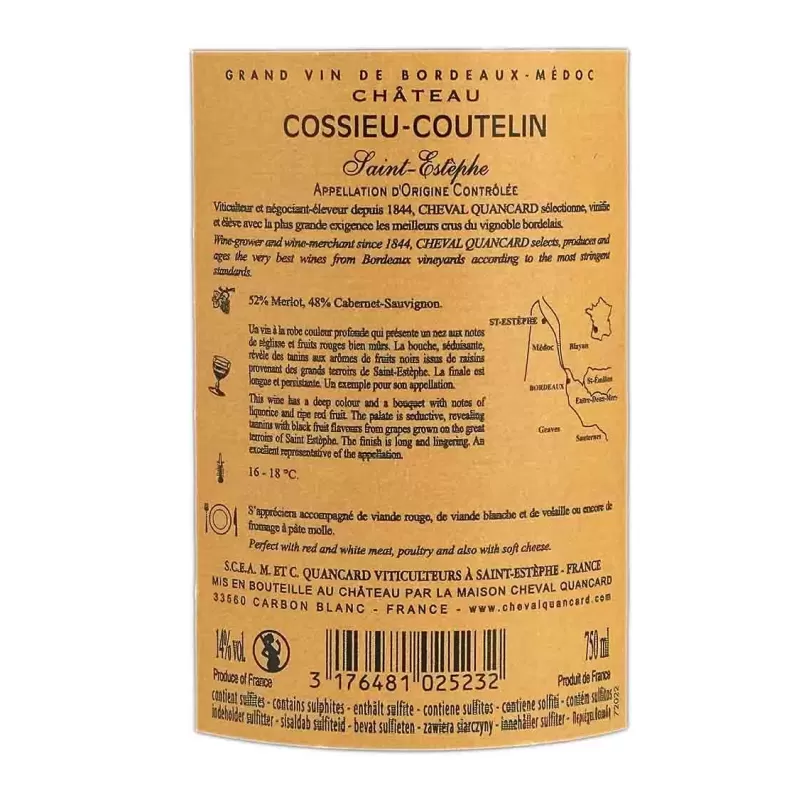 GRAND VIN DE BORDEAUX-MÉDOC
CHÂTEAU
COSSIEU-COUTELIN
Saint-Estèphe
APPELLATION D'ORIGINE CONTRÔLÉE
Viticulteur et négociant-éleveur depuis 1844, CHEVAL QUANCARD sélectionne, vinifie
et élève avec la plus grande exigence les meilleurs crus du vignoble bordelais.
Wine-grower and wine-merchant since 1844, CHEVAL QUANCARD selects, produces and
ages the very best wines from Bordeaux vineyards according to the most stringent
standards.
52% Merlot, 48% Cabernet-Sauvignon.
Un vin à la robe couleur profonde qui présente un nez aux notes
de réglisse et fruits rouges bien mûrs. La bouche, séduisante,
révèle des tanins aux arômes de fruits noirs issus de raisins
provenant des grands terroirs de Saint-Estèphe. La finale est
longue et persistante. Un exemple pour son appellation.
This wine has a deep colour and a bouquet with notes of
liquorice and ripe red fruit. The palate is seductive, revealing
tannins with black fruit flavours from grapes grown on the great
terroirs of Saint Estèphe. The finish is long and lingering. An
excellent representative of the appellation.
ST-ESTÈPHE
Médoc
Blayais
BORDEAUX
St-Émilion
Entre-Deux-Mers
Graves
Sauternes
16 - 18 °C.
S'appréciera accompagné de viande rouge, de viande blanche et de volaille ou encore de
fromage à pâte molle.
Perfect with red and white meat, poultry and also with soft cheese.
S.C.E.A. M. ET C. QUANCARD VITICULTEURS À SAINT-ESTÈPHE - FRANCE
MIS EN BOUTEILLE AU CHÂTEAU PAR LA MAISON CHEVAL QUANCARD
33560 CARBON BLANC - FRANCE - www.chevalquancard.com
14% vol.
750 ml
Produce of France
3 176481 025232
Produit de France
contient sulfites - contains sulphites - enthält sulfite - contiene sulfitos - contiene solfiti - contém sulfitos
indeholder sulfitter - sisaldab sulfiteid - bevat sulfieten - zawiera siarczyny - innehåller sulfiter -
72022